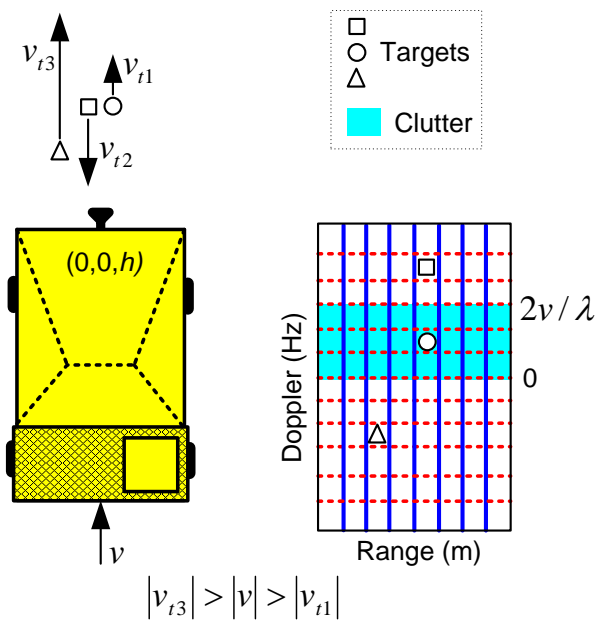 v_{t3}
v_{t1}
v_{t2}
Targets
Clutter
(0,0,h)
2v/λ
0
Doppler (Hz)
Range (m)
v
|v_{t3}| > |v| > |v_{t1}|